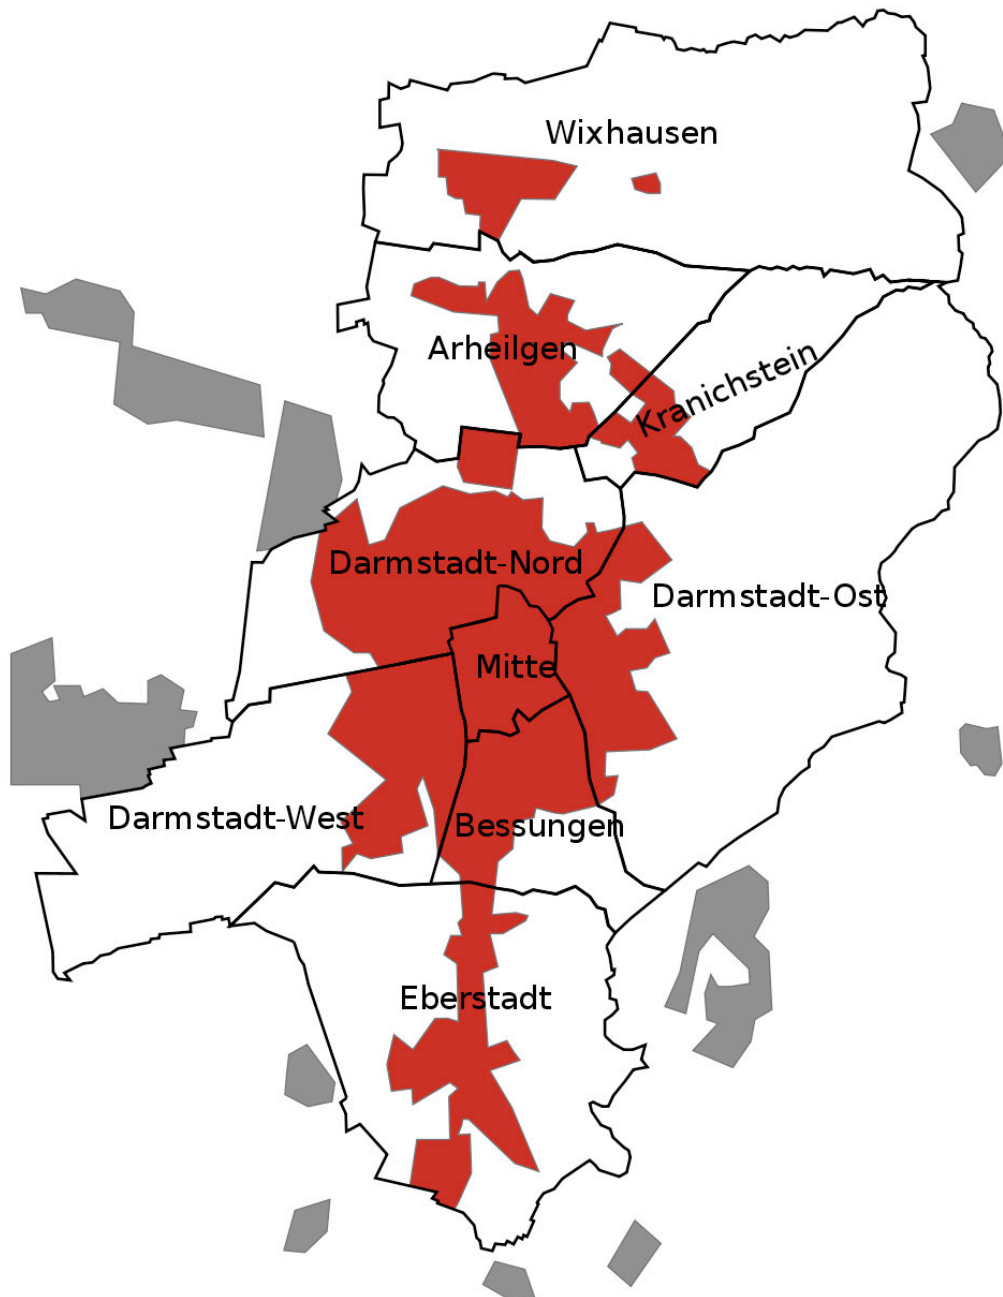 Wixhausen
Arheilgen
Kranichstein
Darmstadt-Nord
Darmstadt-Ost
Mitte
Darmstadt-West
Bessungen
Eberstadt